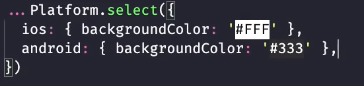 ...Platform.select({
ios: { backgroundColor: '#FFF' },
android: { backgroundColor: '#333' },
})